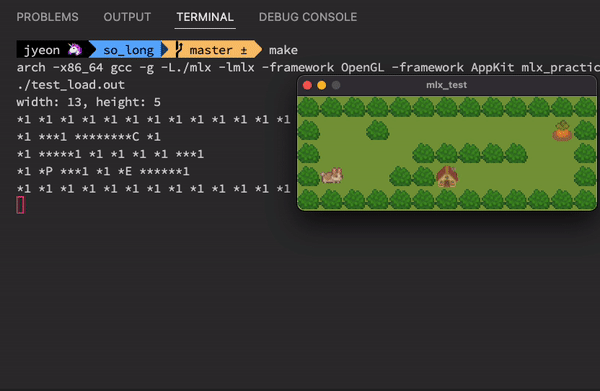 PROBLEMS OUTPUT TERMINAL DEBUG CONSOLE
jyeon 🦄 so_long master ± make
arch -x86_64 gcc -g -L./mlx -lmlx -framework OpenGL -framework AppKit mlx_practic
./test_load.out
mlx_test
width: 13, height: 5
*1 *1 *1 *1 *1 *1 *1 *1 *1 *1 *1 *1
*1 ***1 ********C *1
*1 *****1 *1 *1 *1 *1 ***1
*1 *P ***1 *1 *E ******1
*1 *1 *1 *1 *1 *1 *1 *1 *1 *1 *1 *1